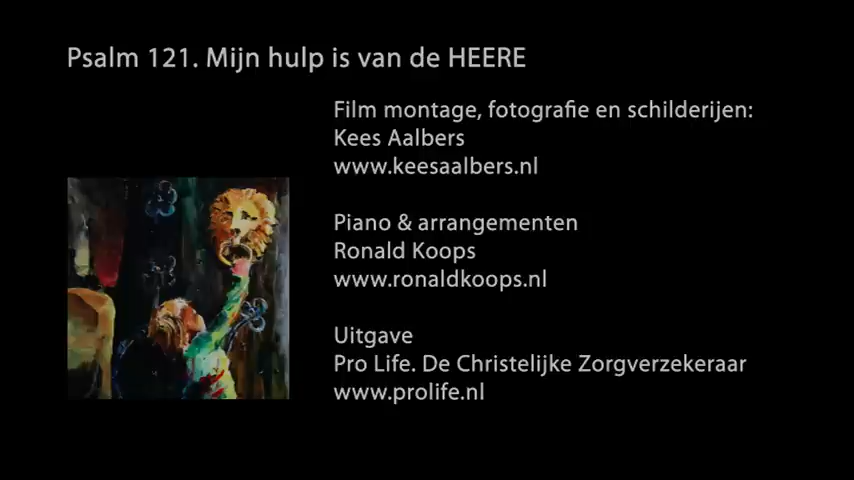 Psalm 121. Mijn hulp is van de HEERE
Film montage, fotografie en schilderijen:
Kees Aalbers
www.keesaalbers.nl
Piano & arrangementen
Ronald Koops
www.ronaldkoops.nl
Uitgave
Pro Life. De Christelijke Zorgverzekeraar
www.prolife.nl